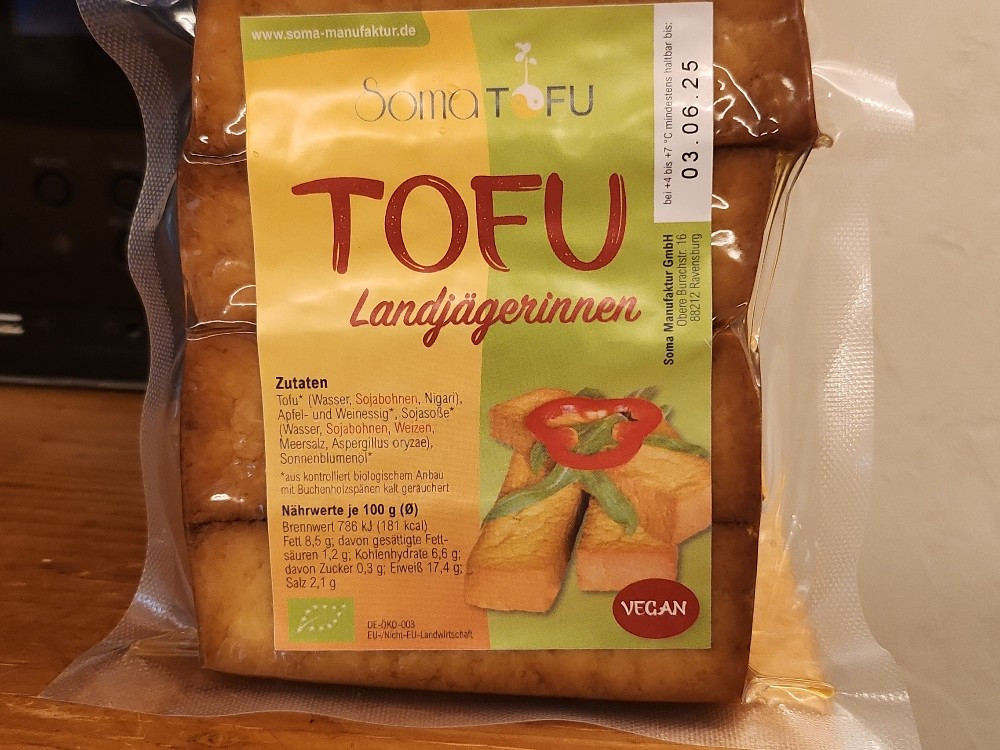 www.soma-manufaktur.de
Soma TOFU
TOFU
Landjägerinnen
bei +4 bis +7 °C mindestens haltbar bis:
03.06.25
Soma Manufaktur GmbH
Obere Burachstr. 16
88212 Ravensburg
Zutaten
Tofu* (Wasser, Sojabohnen, Nigari),
Apfel- und Weinessig*, Sojasoße*
(Wasser, Sojabohnen, Weizen,
Meersalz, Aspergillus oryzae),
Sonnenblumenöl*
*aus kontrolliert biologischem Anbau
mit Buchenholzspänen kalt geräuchert
Nährwerte je 100 g (Ø)
Brennwert 786 kJ (181 kcal)
Fett 8,5 g; davon gesättigte Fett-
säuren 1,2 g; Kohlenhydrate 6,6 g;
davon Zucker 0,3 g; Eiweiß 17,4 g;
Salz 2,1 g
DE-ÖKO-003
EU-/Nicht-EU-Landwirtschaft
VEGAN